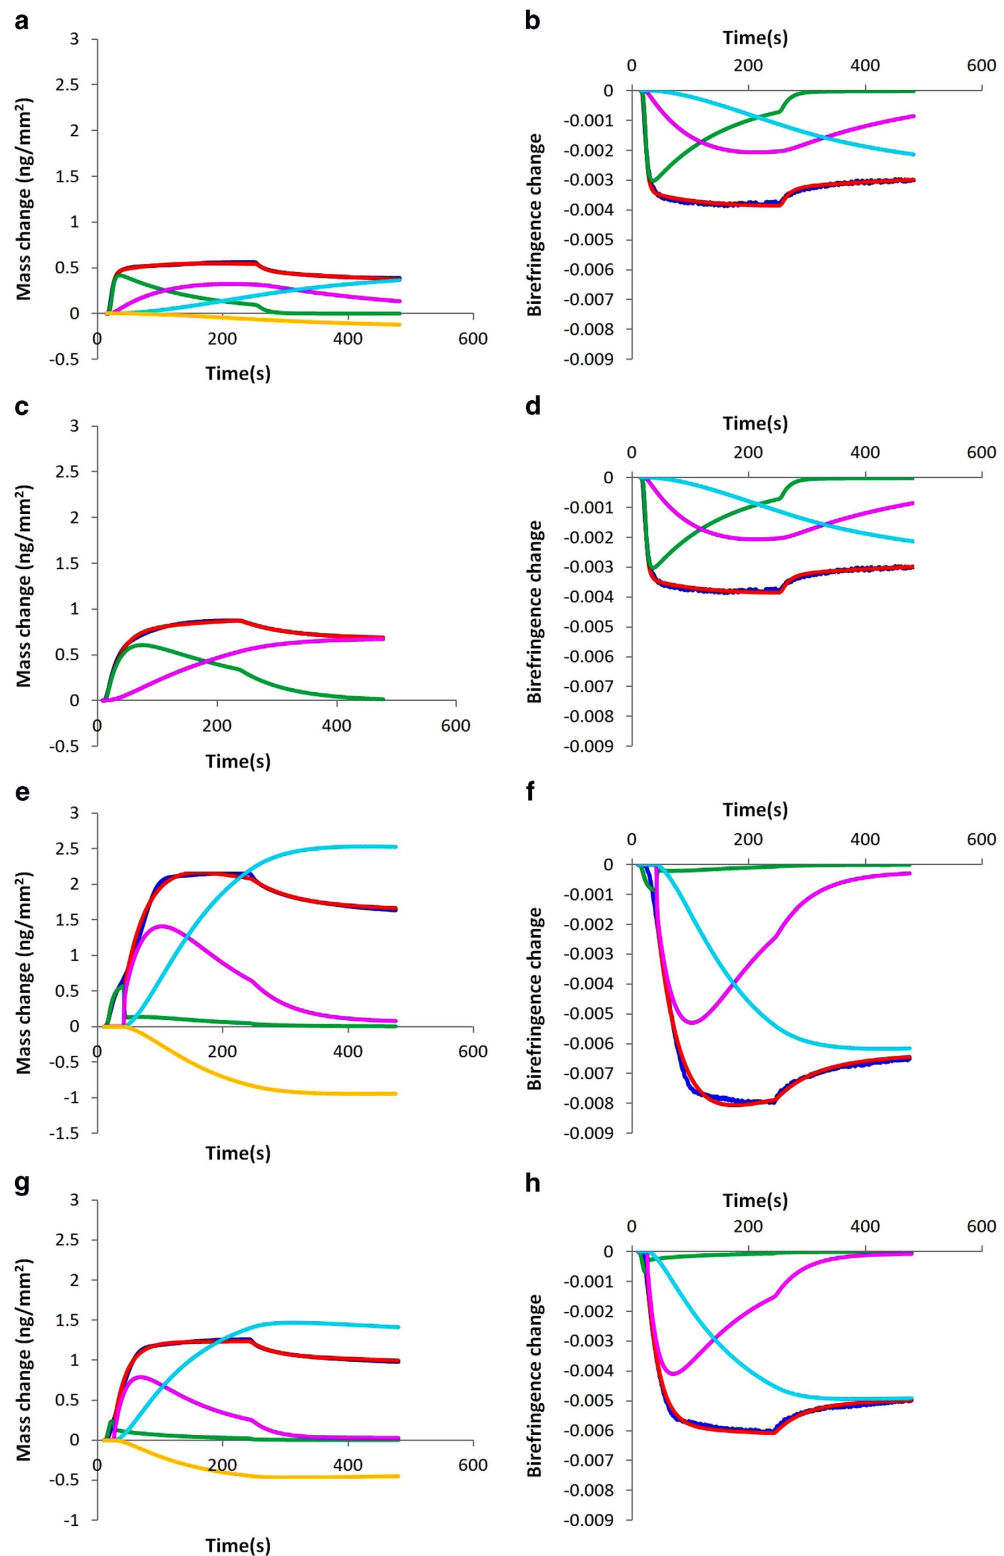 a
3
2.5
2
1.5
1
0.5
0
-0.5
Mass change (ng/mm²)
0 200 400 600
Time(s)
b
Time(s)
0 200 400 600
0
-0.001
-0.002
-0.003
-0.004
-0.005
-0.006
-0.007
-0.008
-0.009
Birefringence change
c
3
2.5
2
1.5
1
0.5
0
-0.5
Mass change (ng/mm²)
0 200 400 600
Time(s)
d
Time(s)
0 200 400 600
0
-0.001
-0.002
-0.003
-0.004
-0.005
-0.006
-0.007
-0.008
-0.009
Birefringence change
e
3
2.5
2
1.5
1
0.5
0
-0.5
-1
-1.5
Mass change (ng/mm²)
0 200 400 600
Time(s)
f
Time(s)
0 200 400 600
0
-0.001
-0.002
-0.003
-0.004
-0.005
-0.006
-0.007
-0.008
-0.009
Birefringence change
g
3
2.5
2
1.5
1
0.5
0
-0.5
-1
Mass change (ng/mm²)
0 200 400 600
Time(s)
h
Time(s)
0 200 400 600
0
-0.001
-0.002
-0.003
-0.004
-0.005
-0.006
-0.007
-0.008
-0.009
Birefringence change